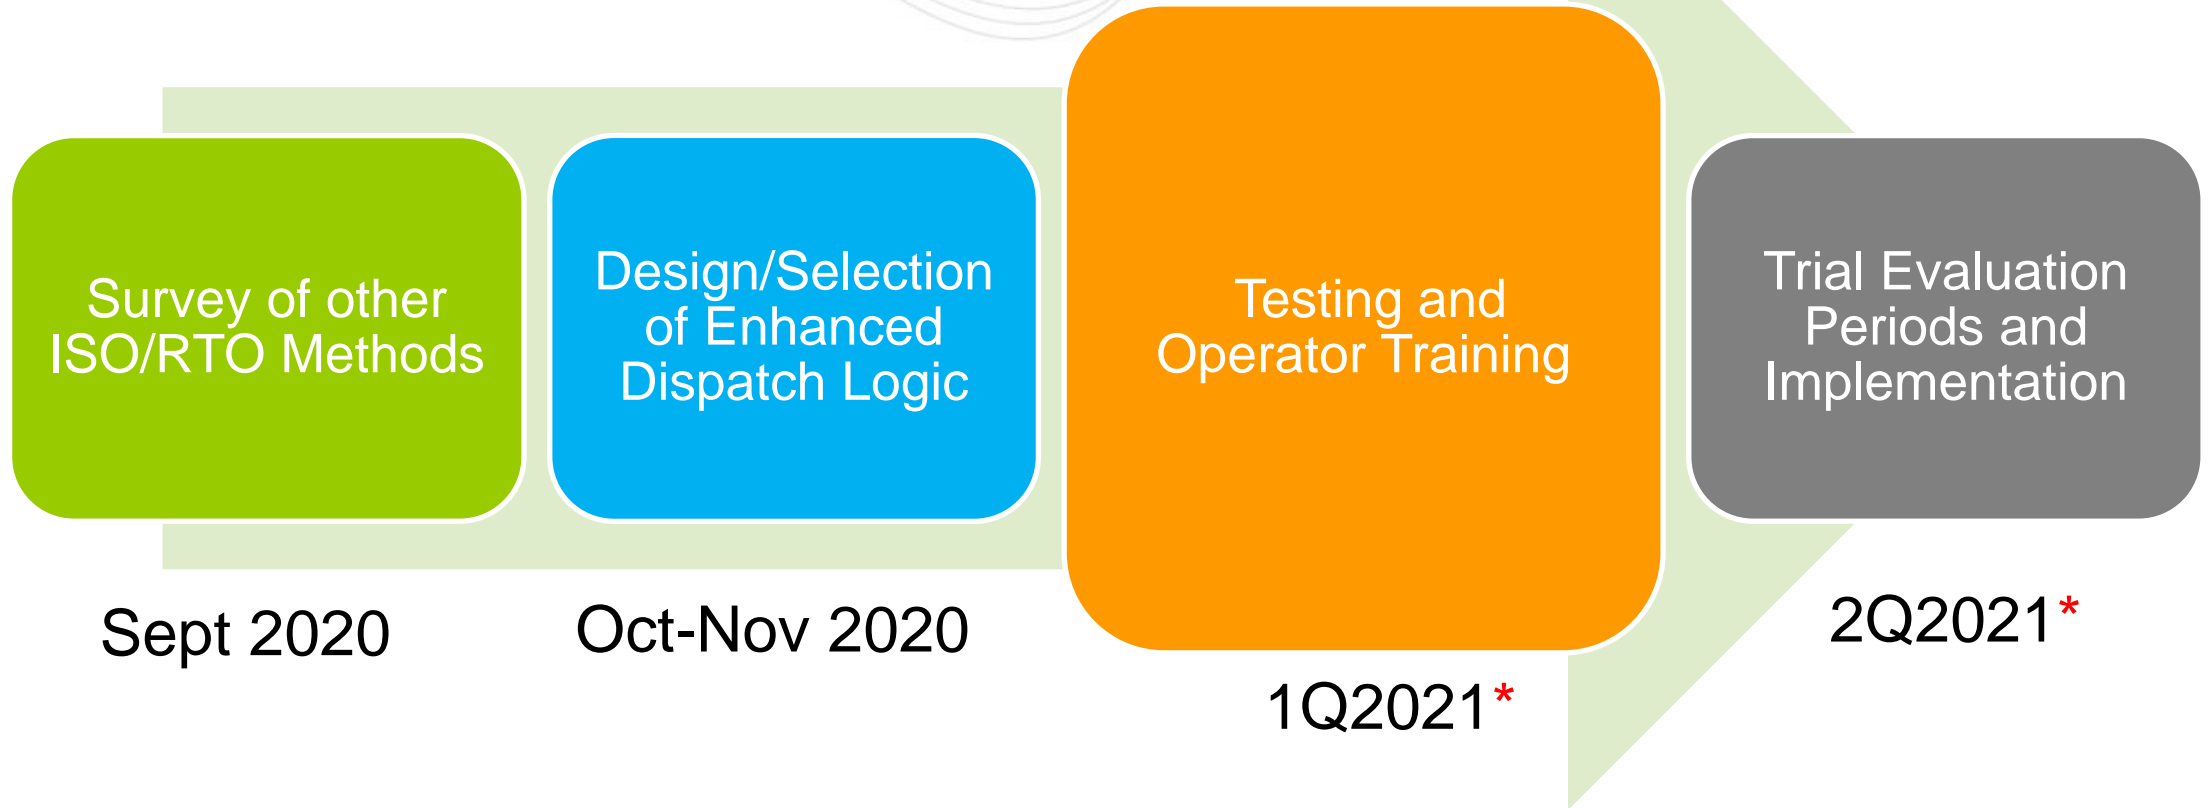 Survey of other
ISO/RTO Methods
Sept 2020
Design/Selection
of Enhanced
Dispatch Logic
Oct-Nov 2020
Testing and
Operator Training
1Q2021*
Trial Evaluation
Periods and
Implementation
2Q2021*